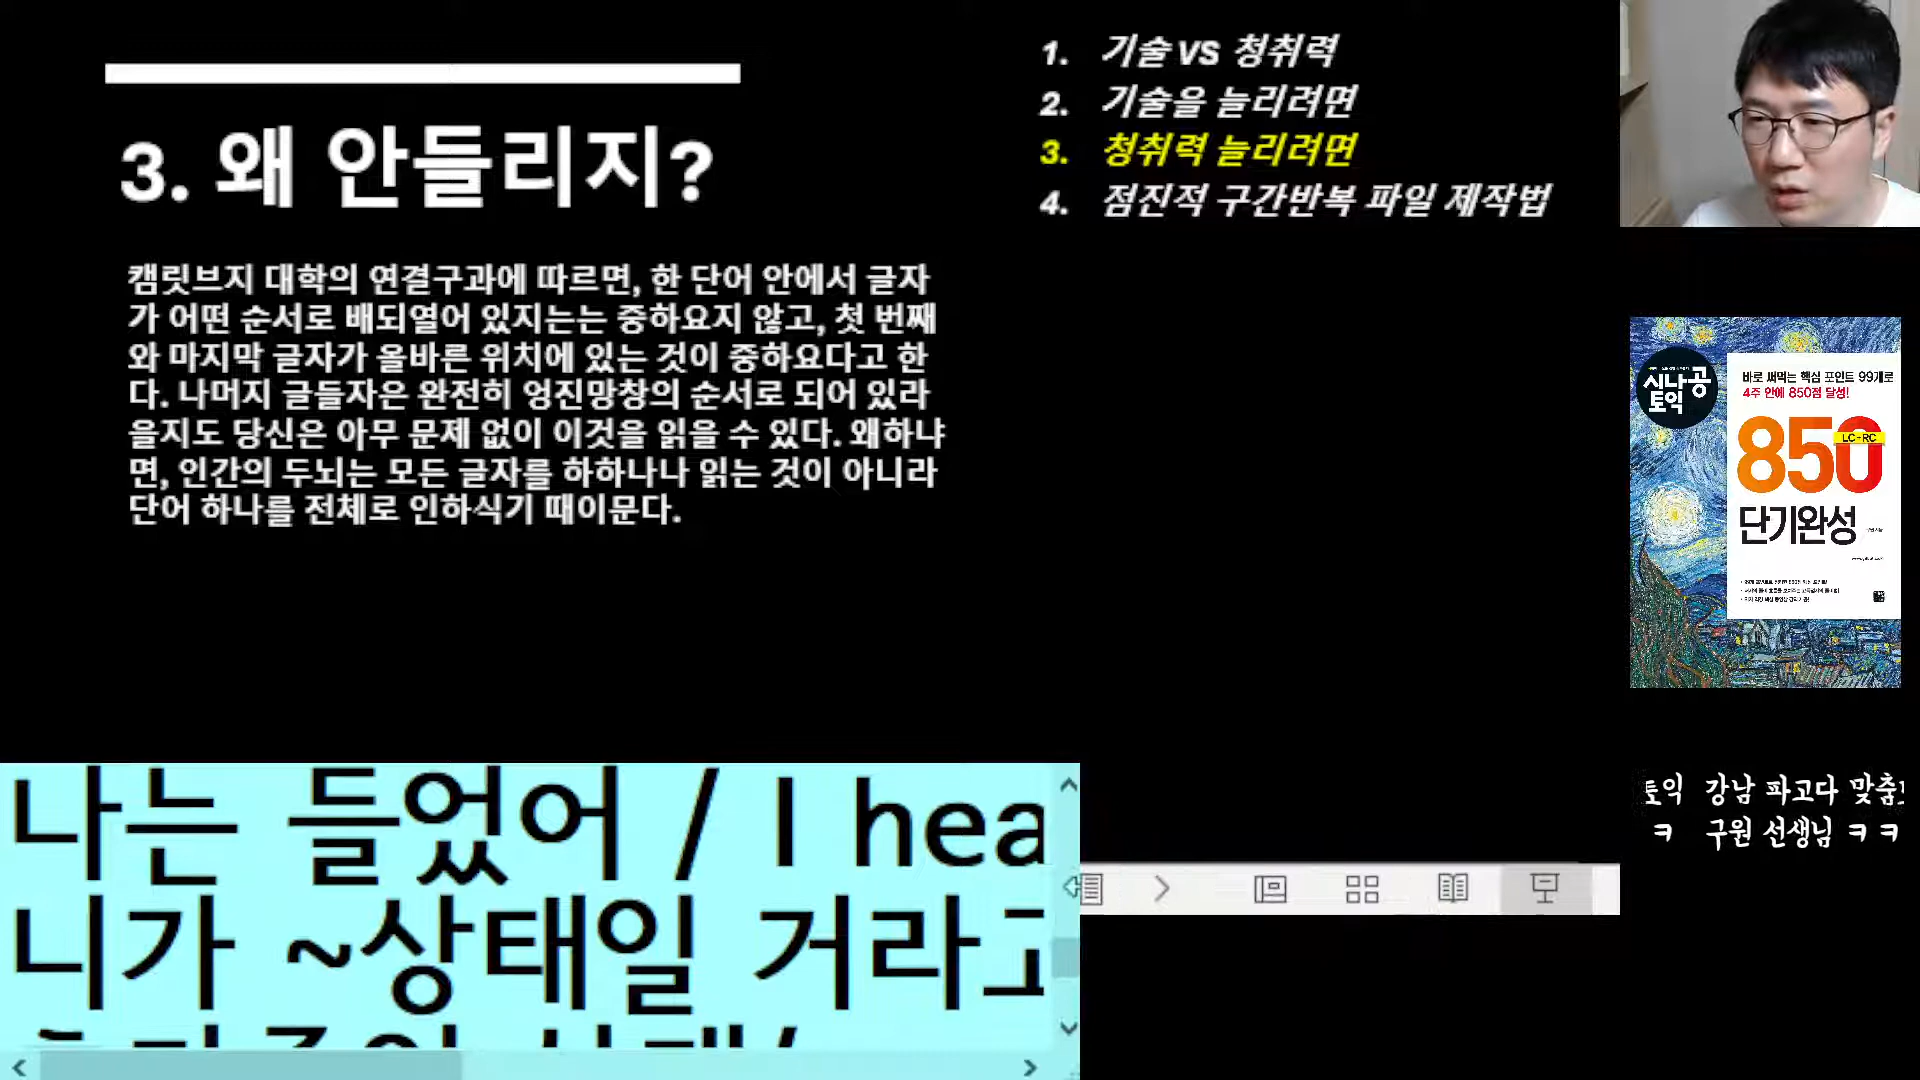 3. 왜 안들리지?
캠릿브지 대학의 연결구과에 따르면, 한 단어 안에서 글자
가 어떤 순서로 배되열어 있지는는 중하요지 않고, 첫 번째
와 마지막 글자가 올바른 위치에 있는 것이 중하요다고 한
다. 나머지 글들자은 완전히 엉진망창의 순서로 되어 있라
을지도 당신은 아무 문제 없이 이것을 읽을 수 있다. 왜하냐
면, 인간의 두뇌는 모든 글자를 하하나나 읽는 것이 아니라
단어 하나를 전체로 인하식기 때이문다.
1. 기술 VS 청취력
2. 기술을 늘리려면
3. 청취력 늘리려면
4. 점진적 구간반복 파일 제작법
시나공
토익
바로 써먹는 핵심 포인트 99개로
4주 안에 850점 달성!
850
LC+RC
단기완성
토익 강남 파고다 맞춤
ㅋ 구원 선생님 ㅋㅋ
나는 들었어 / I hea
니가 ~상태일 거라고